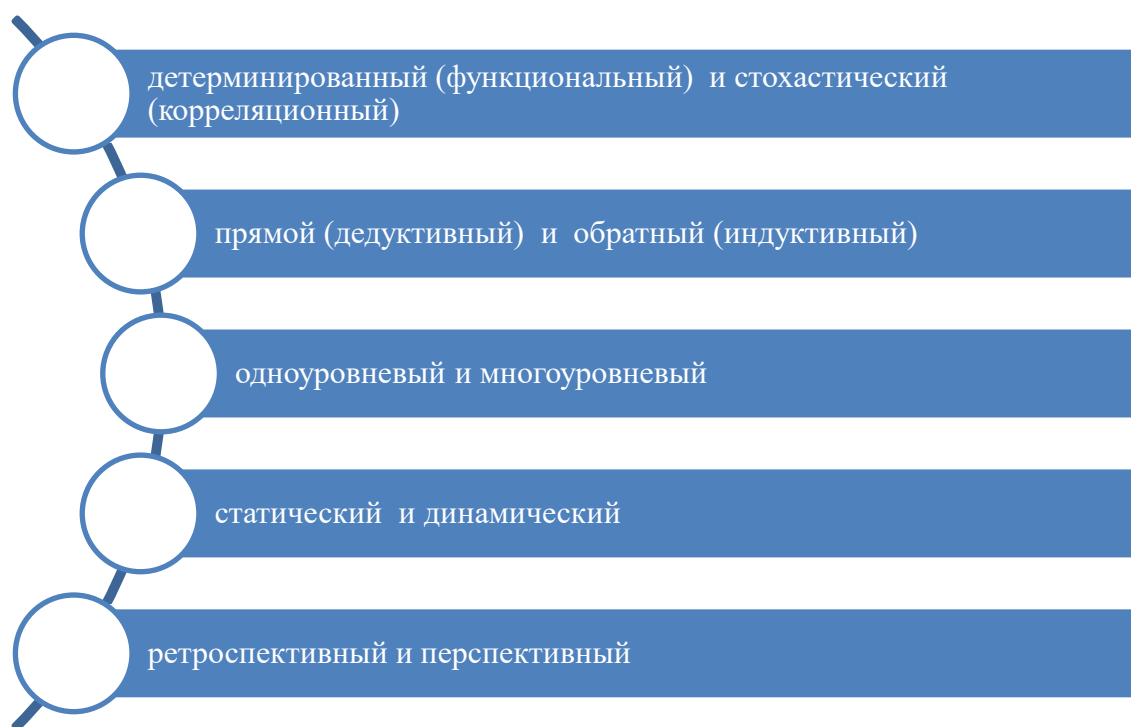 детерминированный (функциональный)  и стохастический
(корреляционный)
прямой (дедуктивный)  и  обратный (индуктивный)
одноуровневый и многоуровневый
статический  и динамический
ретроспективный и перспективный